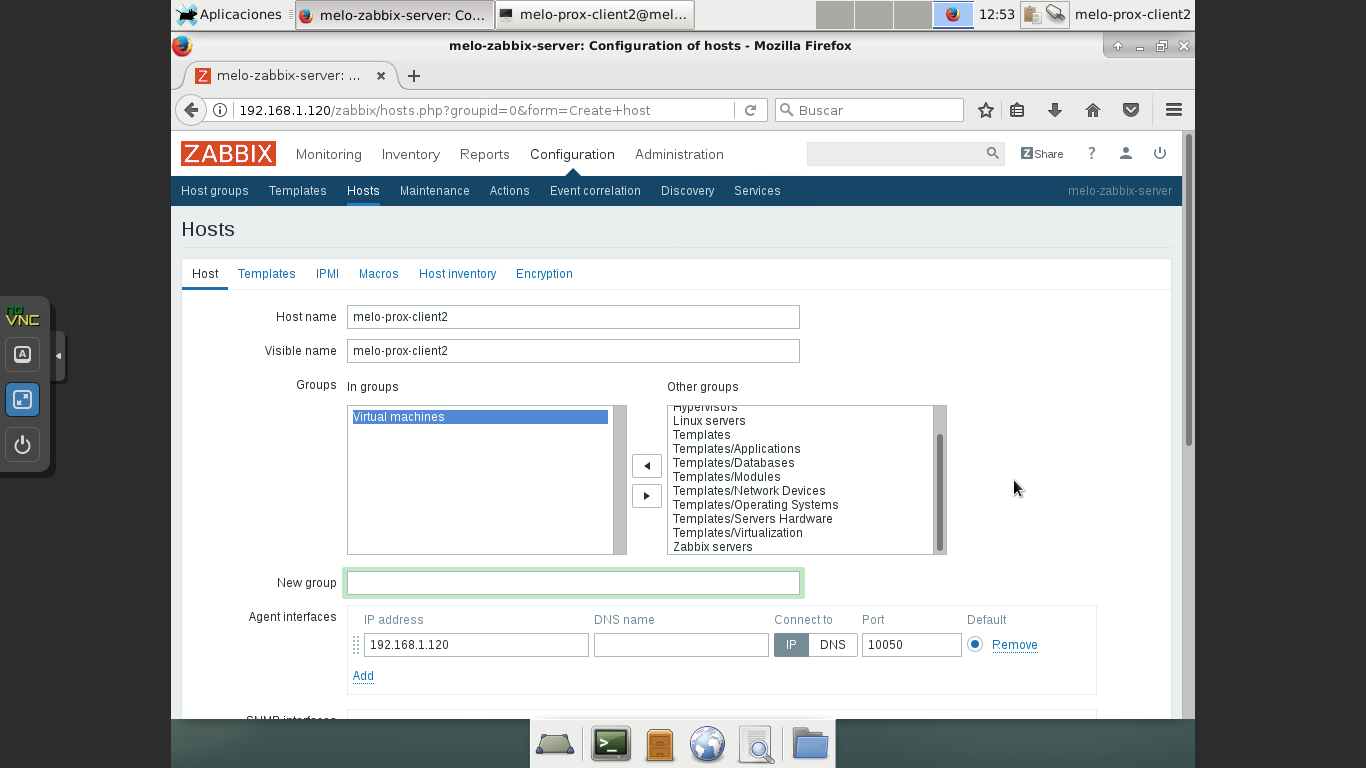 Aplicaciones melo-zabbix-server: Co... melo-prox-client2@mel... 12:53 melo-prox-client2
melo-zabbix-server: Configuration of hosts - Mozilla Firefox
Z melo-zabbix-server: ...
192.168.1.120/zabbix/hosts.php?groupid=0&form=Create+host Buscar
ZABBIX Monitoring Inventory Reports Configuration Administration Z Share ?
Host groups Templates Hosts Maintenance Actions Event correlation Discovery Services melo-zabbix-server
Hosts
Host Templates IPMI Macros Host inventory Encryption
Host name melo-prox-client2
no
VNC
A
Visible name melo-prox-client2
Groups In groups Other groups
Virtual machines
Hypervisors
Linux servers
Templates
Templates/Applications
Templates/Databases
Templates/Modules
Templates/Network Devices
Templates/Operating Systems
Templates/Servers Hardware
Templates/Virtualization
Zabbix servers
New group
Agent interfaces IP address DNS name Connect to Port Default
192.168.1.120 IP DNS 10050 Remove
Add
SNMP interfaces